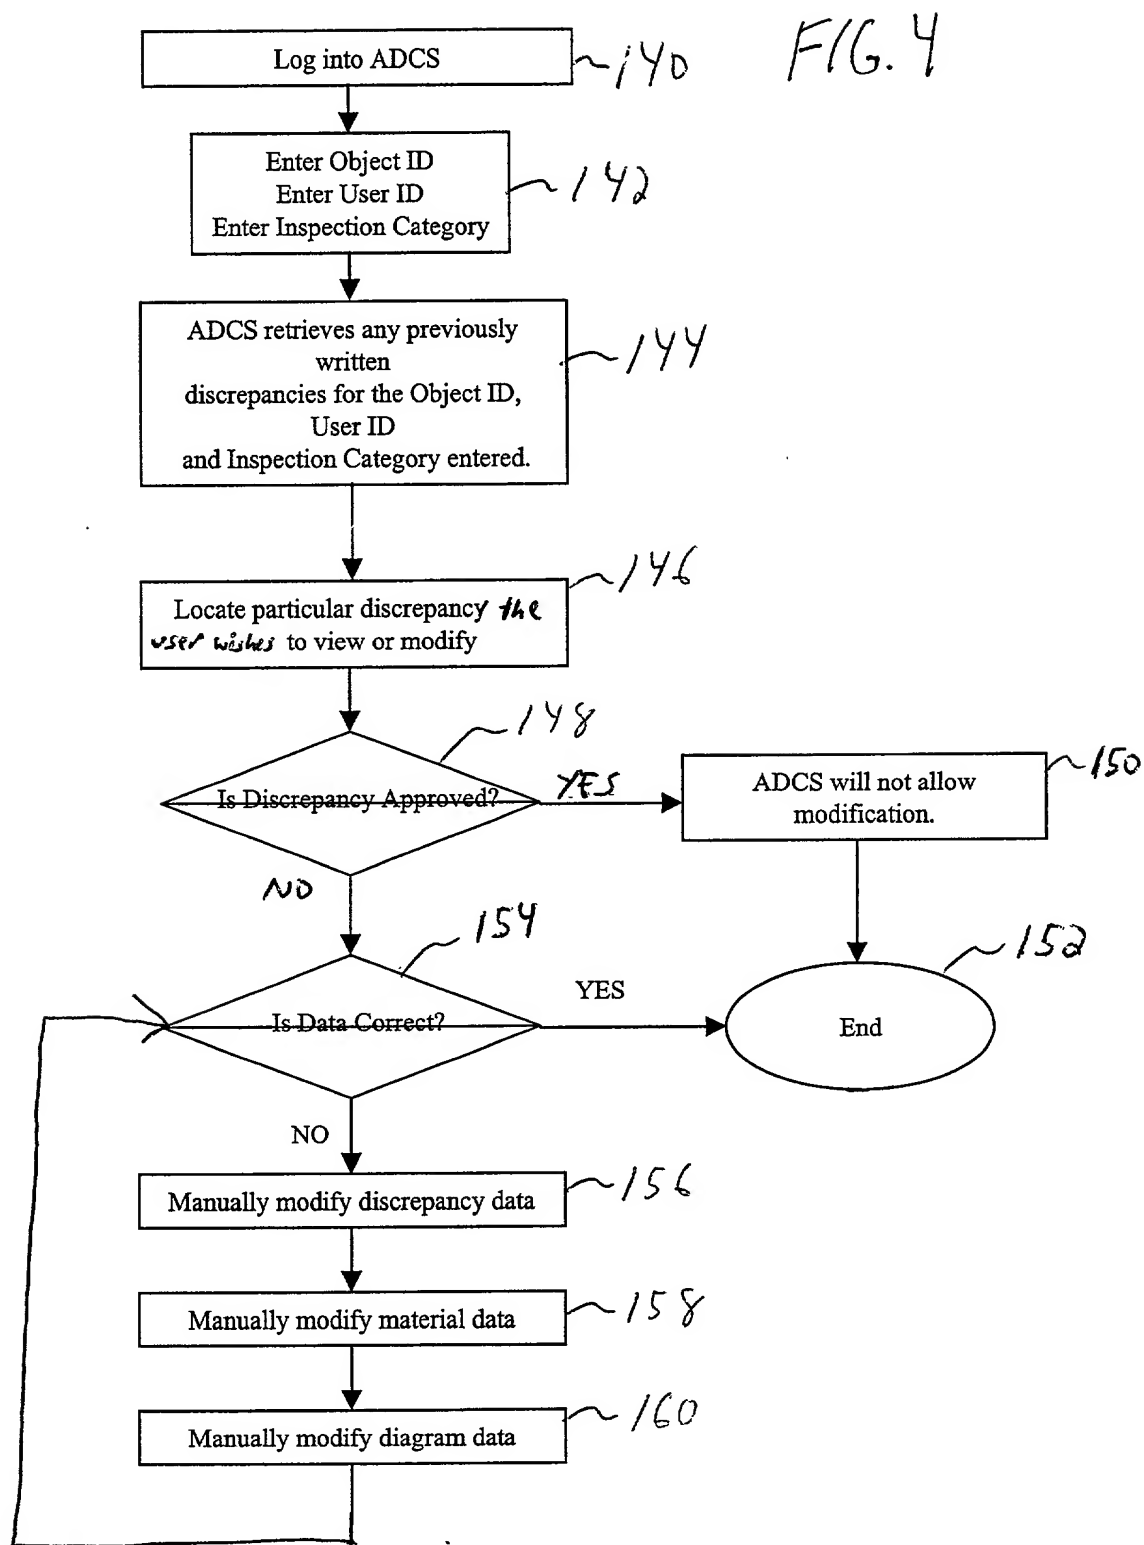 FIG. 4
Log into ADCS
140
Enter Object ID
Enter User ID
Enter Inspection Category
142
ADCS retrieves any previously
written
discrepancies for the Object ID,
User ID
and Inspection Category entered.
144
146
Locate particular discrepancy the
user wishes to view or modify
148
Is Discrepancy Approved?
YES
ADCS will not allow
modification.
150
NO
154
152
Is Data Correct?
YES
End
NO
Manually modify discrepancy data
156
Manually modify material data
158
Manually modify diagram data
160